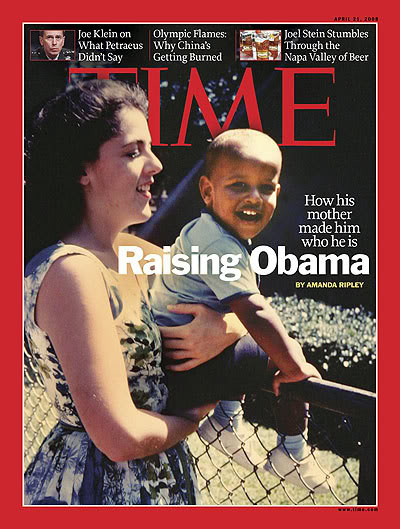 APRIL 21, 2008
Joe Klein on
What Petraeus
Didn't Say
Olympic Flames:
Why China's
Getting Burned
Joel Stein Stumbles
Through the
Napa Valley of Beer
TIME
How his
mother
made him
who he is
Raising Obama
BY AMANDA RIPLEY
www.time.com